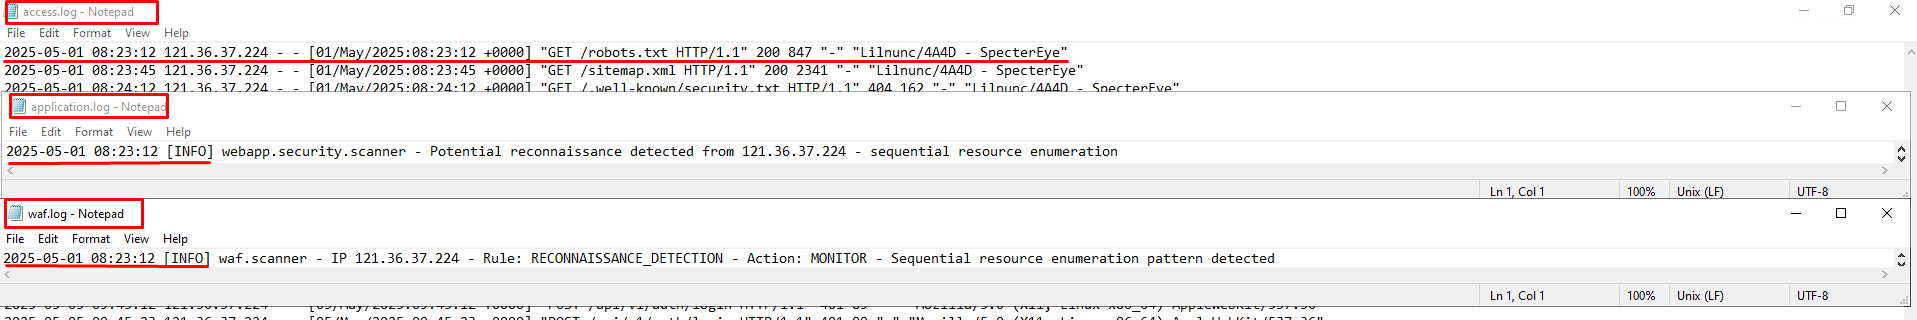 access.log - Notepad
File Edit Format View Help
2025-05-01 08:23:12 121.36.37.224 - - [01/May/2025:08:23:12 +0000] "GET /robots.txt HTTP/1.1" 200 847 "-" "Lilnunc/4A4D - SpecterEye"
2025-05-01 08:23:45 121.36.37.224 - - [01/May/2025:08:23:45 +0000] "GET /sitemap.xml HTTP/1.1" 200 2341 "-" "Lilnunc/4A4D - SpecterEye"
2025-05-01 08:24:12 121.36.37.224 - - [01/May/2025:08:24:12 +0000] "GET /.well-known/security.txt HTTP/1.1" 404 162 "-" "Lilnunc/4A4D - SpecterEye"
application.log - Notepad
File Edit Format View Help
2025-05-01 08:23:12 [INFO] webapp.security.scanner - Potential reconnaissance detected from 121.36.37.224 - sequential resource enumeration
Ln 1, Col 1 100% Unix (LF) UTF-8
waf.log - Notepad
File Edit Format View Help
2025-05-01 08:23:12 [INFO] waf.scanner - IP 121.36.37.224 - Rule: RECONNAISSANCE_DETECTION - Action: MONITOR - Sequential resource enumeration pattern detected
Ln 1, Col 1 100% Unix (LF) UTF-8